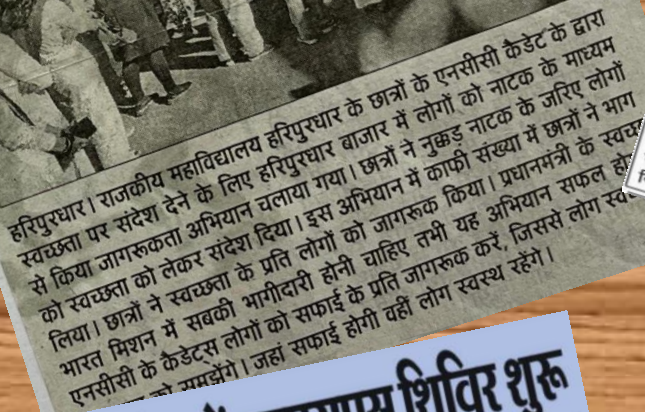 हरिपुरधार। राजकीय महाविद्यालय हरिपुरधार के छात्रों के एनसीसी कैडेट के द्वारा
स्वच्छता पर संदेश देने के लिए हरिपुरधार बाजार में लोगों को नाटक के माध्यम
से किया जागरूकता अभियान चलाया गया। छात्रों ने नुक्कड़ नाटक के जरिए लोगों
को स्वच्छता को लेकर संदेश दिया। इस अभियान में काफी संख्या में छात्रों ने भाग
लिया। छात्रों ने स्वच्छता के प्रति लोगों को जागरूक किया। प्रधानमंत्री के स्वच्छ
भारत मिशन में सबकी भागीदारी होनी चाहिए तभी यह अभियान सफल
एनसीसी के कैडेट्स लोगों को सफाई के प्रति जागरूक करें, जिससे लोग
को समझेंगे। जहां सफाई होगी वहीं लोग स्वस्थ रहेंगे।
शिविर शुरू